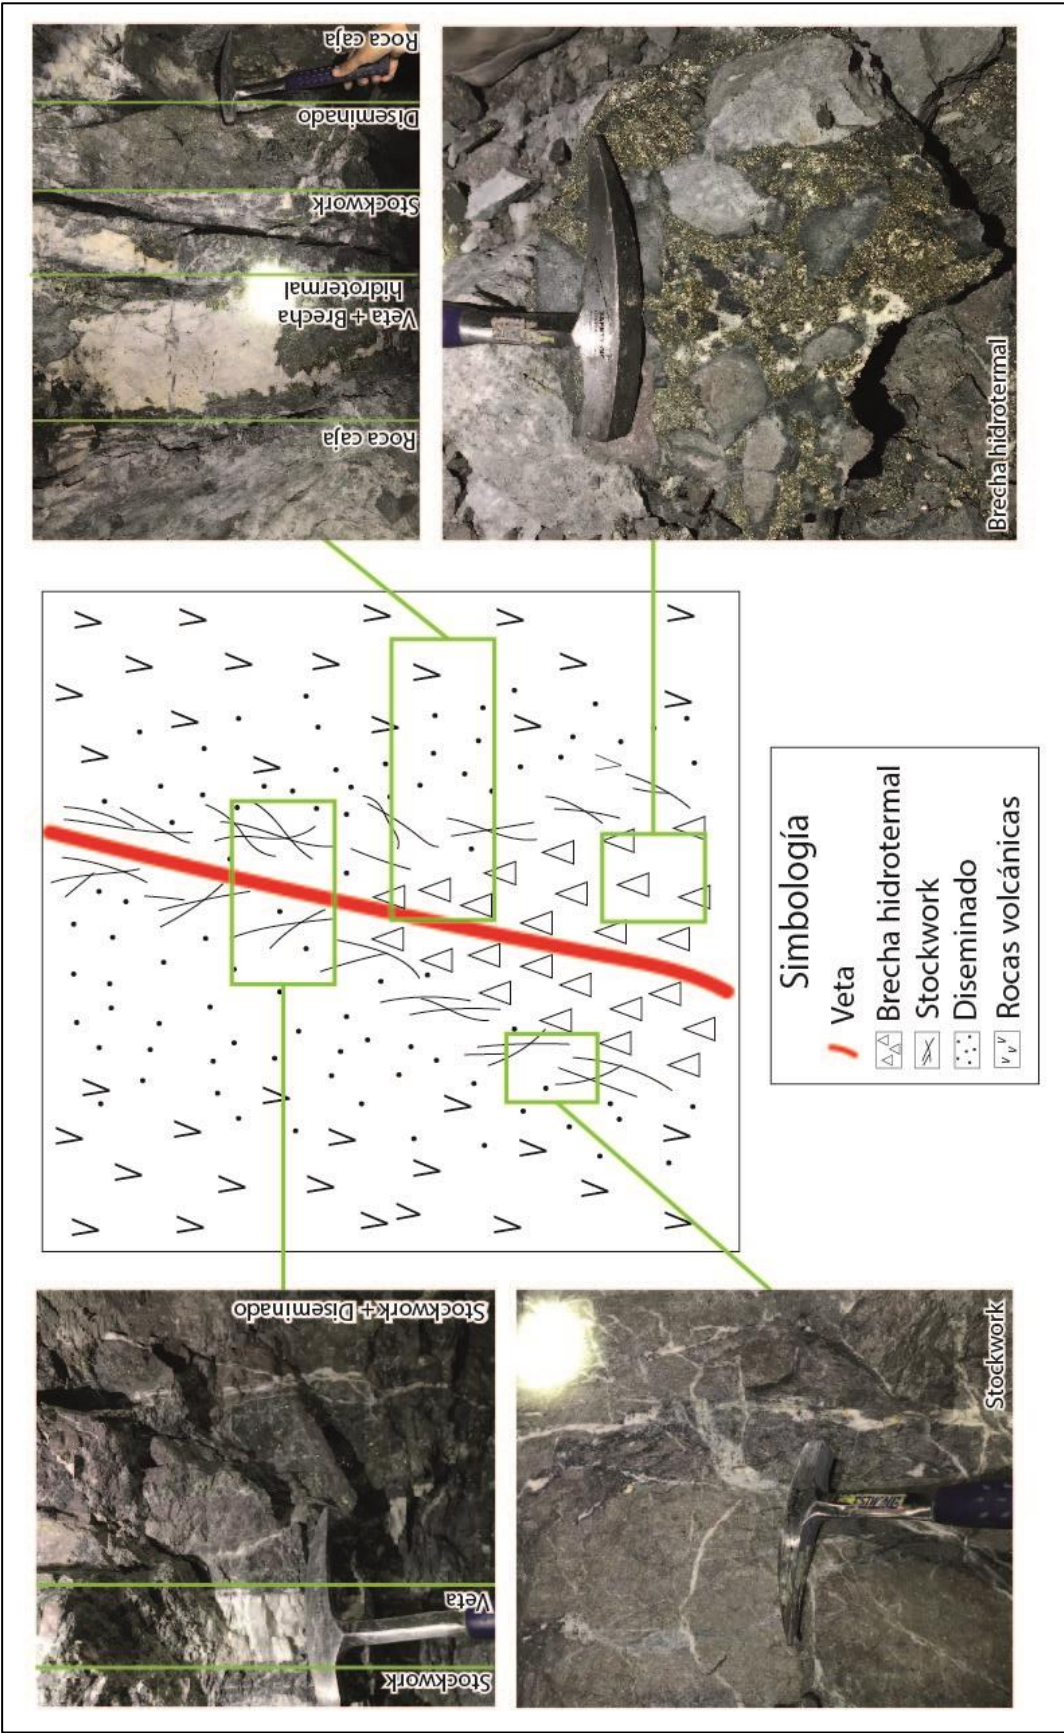 Stockwork
Veta
Stockwork + Diseminado
Stockwork
Roca caja
Veta + Brecha
hidrotermal
Stockwork
Diseminado
Roca caja
Brecha hidrotermal
Simbología
Veta
Brecha hidrotermal
Stockwork
Diseminado
Rocas volcánicas